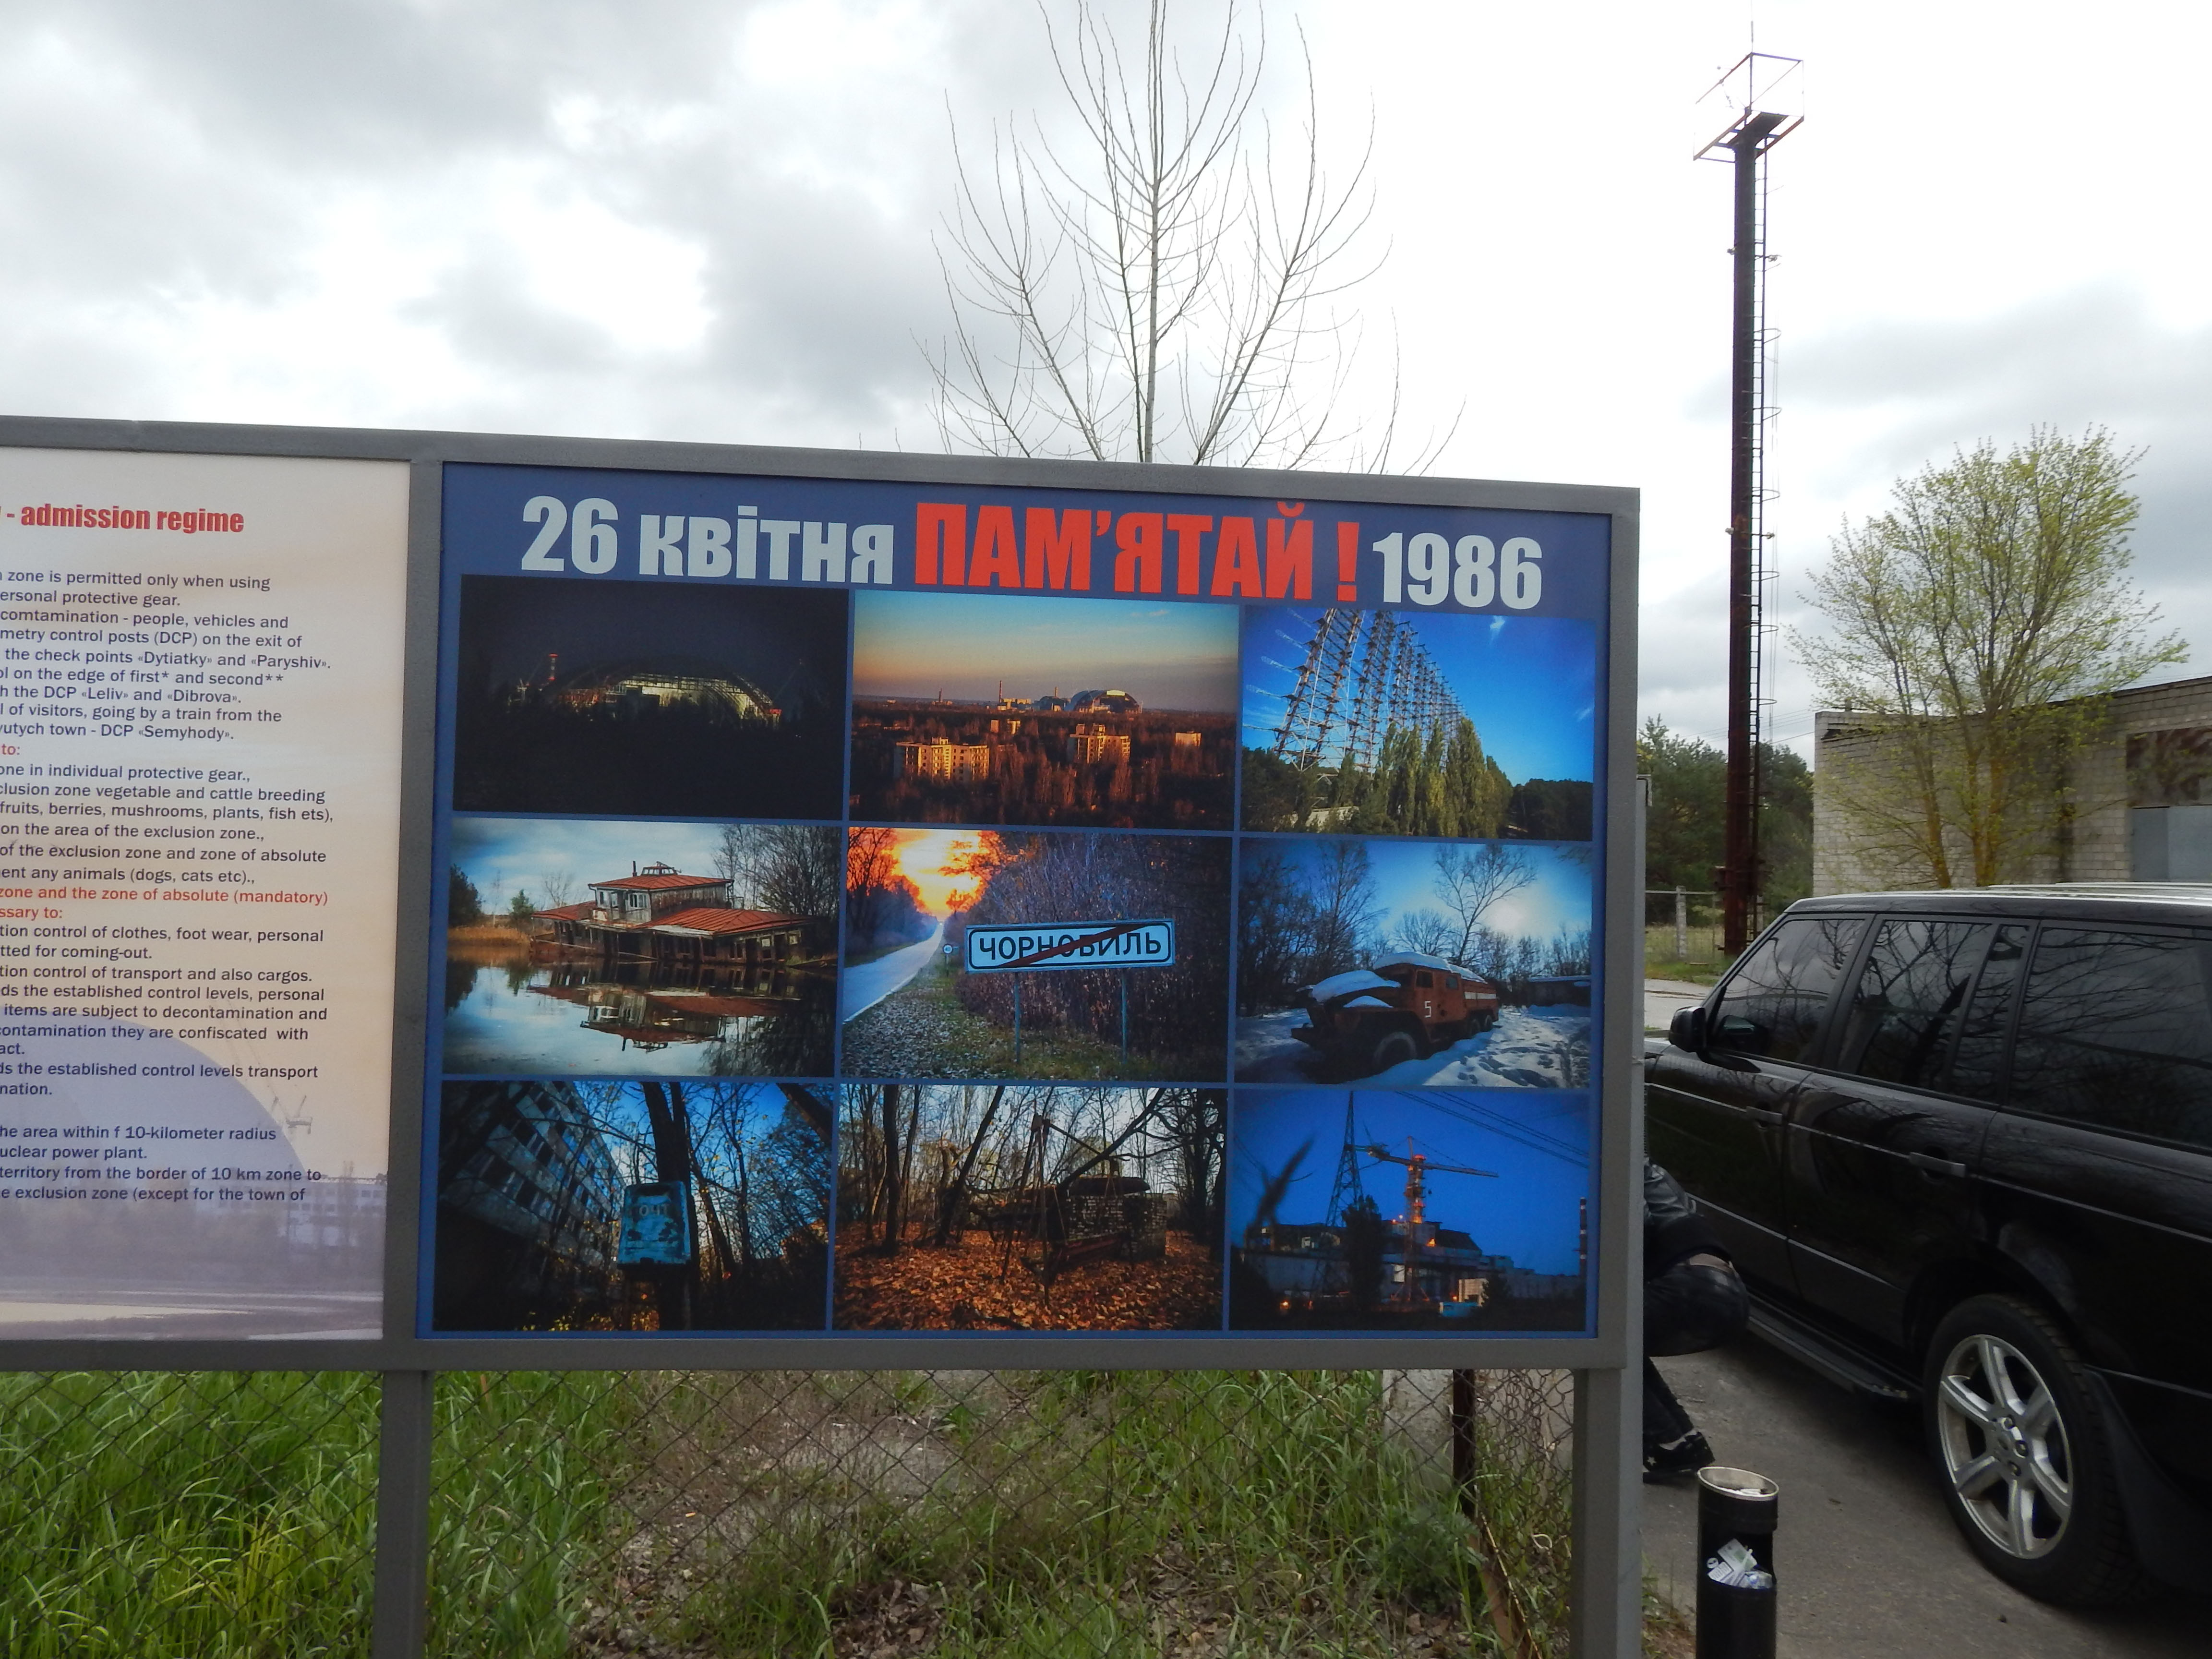 - admission regime
zone is permitted only when using
ersonal protective gear.
comtamination - people, vehicles and
metry control posts (DCP) on the exit of
the check points «Dytiatky» and «Paryshiv».
ol on the edge of first* and second**
h the DCP «Leliv» and «Dibrova».
l of visitors, going by a train from the
vutych town - DCP «Semyhody».
to:
one in individual protective gear.,
clusion zone vegetable and cattle breeding
fruits, berries, mushrooms, plants, fish ets),
on the area of the exclusion zone.,
of the exclusion zone and zone of absolute
ent any animals (dogs, cats etc).,
zone and the zone of absolute (mandatory)
ssary to:
tion control of clothes, foot wear, personal
tted for coming-out.
tion control of transport and also cargos.
ds the established control levels, personal
items are subject to decontamination and
contamination they are confiscated with
act.
ds the established control levels transport
nation.
he area within f 10-kilometer radius
uclear power plant.
territory from the border of 10 km zone to
e exclusion zone (except for the town of
26 квітня ПАМ'ЯТАЙ ! 1986
ЧОРНОБИЛЬ
5